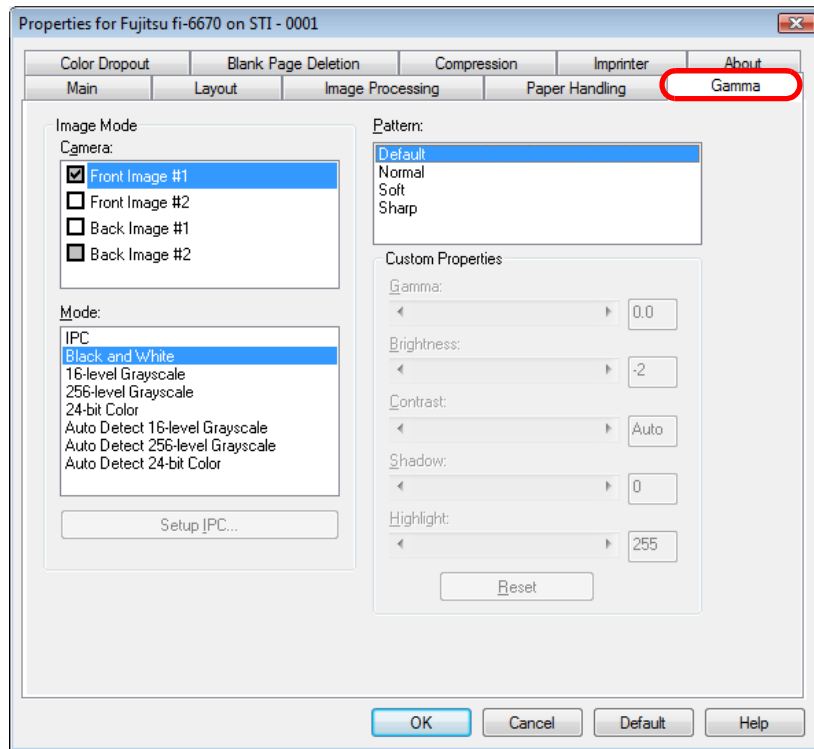 Properties for Fujitsu fi-6670 on STI - 0001
Color Dropout Blank Page Deletion Compression Imprinter About
Main Layout Image Processing Paper Handling Gamma
Image Mode
Camera:
Front Image #1
Front Image #2
Back Image #1
Back Image #2
Mode:
IPC
Black and White
16-level Grayscale
256-level Grayscale
24-bit Color
Auto Detect 16-level Grayscale
Auto Detect 256-level Grayscale
Auto Detect 24-bit Color
Setup IPC...
Pattern:
Default
Normal
Soft
Sharp
Custom Properties
Gamma:
0.0
Brightness:
-2
Contrast:
Auto
Shadow:
0
Highlight:
255
Reset
OK Cancel Default Help